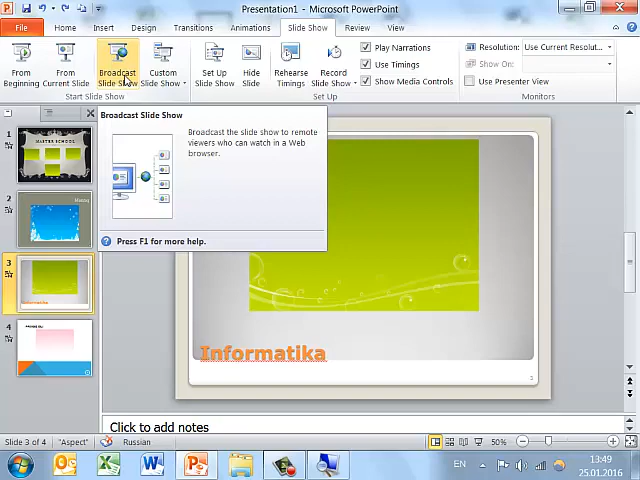 Presentation1 - Microsoft PowerPoint
File Home Insert Design Transitions Animations Slide Show Review View
From Beginning
From Current Slide
Broadcast Slide Show
Custom Slide Show
Set Up Slide Show
Hide Slide
Rehearse Timings
Record Slide Show
Play Narrations
Use Timings
Show Media Controls
Resolution: Use Current Resolut...
Show On:
Use Presenter View
Start Slide Show
Set Up
Monitors
Broadcast Slide Show
Broadcast the slide show to remote
viewers who can watch in a Web
browser.
Press F1 for more help.
1
MASTER SCHOOL
2
3
Informatika
4
Informatika
Click to add notes
Slide 3 of 4 "Aspect" Russian 50%
EN 13:49
25.01.2016